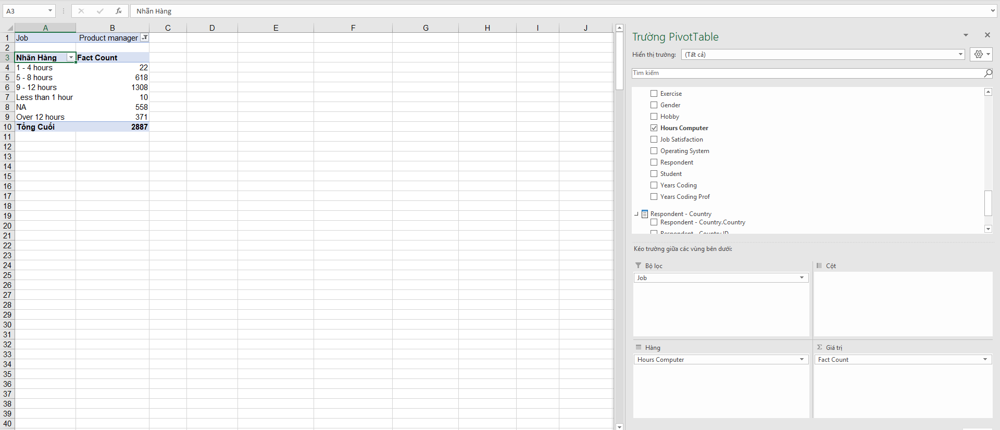 A3
fx
Nhãn Hàng
A B C D E F G H I J
1 Job Product manager
2
3 Nhãn Hàng Fact Count
4 1 - 4 hours 22
5 5 - 8 hours 618
6 9 - 12 hours 1308
7 Less than 1 hour 10
8 NA 558
9 Over 12 hours 371
10 Tổng Cuối 2887
11
12
13
14
15
16
17
18
19
20
21
22
23
24
25
26
27
28
29
30
31
32
33
34
35
36
37
38
39
40
Trường PivotTable
Hiển thị trường: (Tất cả)
Tìm kiếm
Exercise
Gender
Hobby
Hours Computer
Job Satisfaction
Operating System
Respondent
Student
Years Coding
Years Coding Prof
Respondent - Country
Respondent - Country.Country
Respondent - Country.ID
Kéo trường giữa các vùng bên dưới:
Bộ lọc
Job
Cột
Hàng
Hours Computer
Σ Giá trị
Fact Count